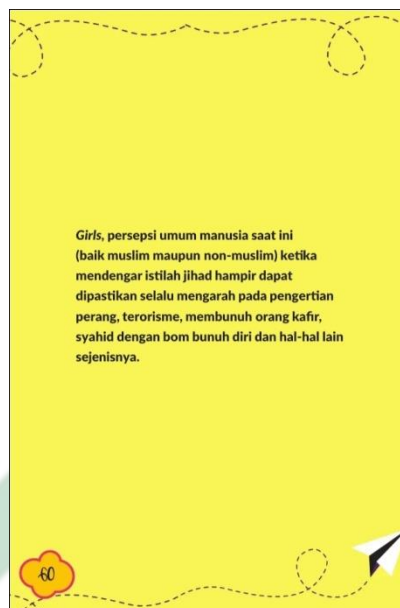 Girls, persepsi umum manusia saat ini
(baik muslim maupun non-muslim) ketika
mendengar istilah jihad hampir dapat
dipastikan selalu mengarah pada pengertian
perang, terorisme, membunuh orang kafir,
syahid dengan bom bunuh diri dan hal-hal lain
sejenisnya.
60